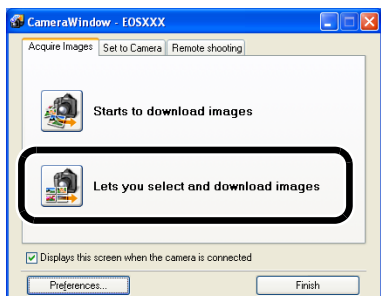 CameraWindow - EOSXXX
Acquire Images Set to Camera Remote shooting
Starts to download images
Lets you select and download images
Displays this screen when the camera is connected
Preferences... Finish